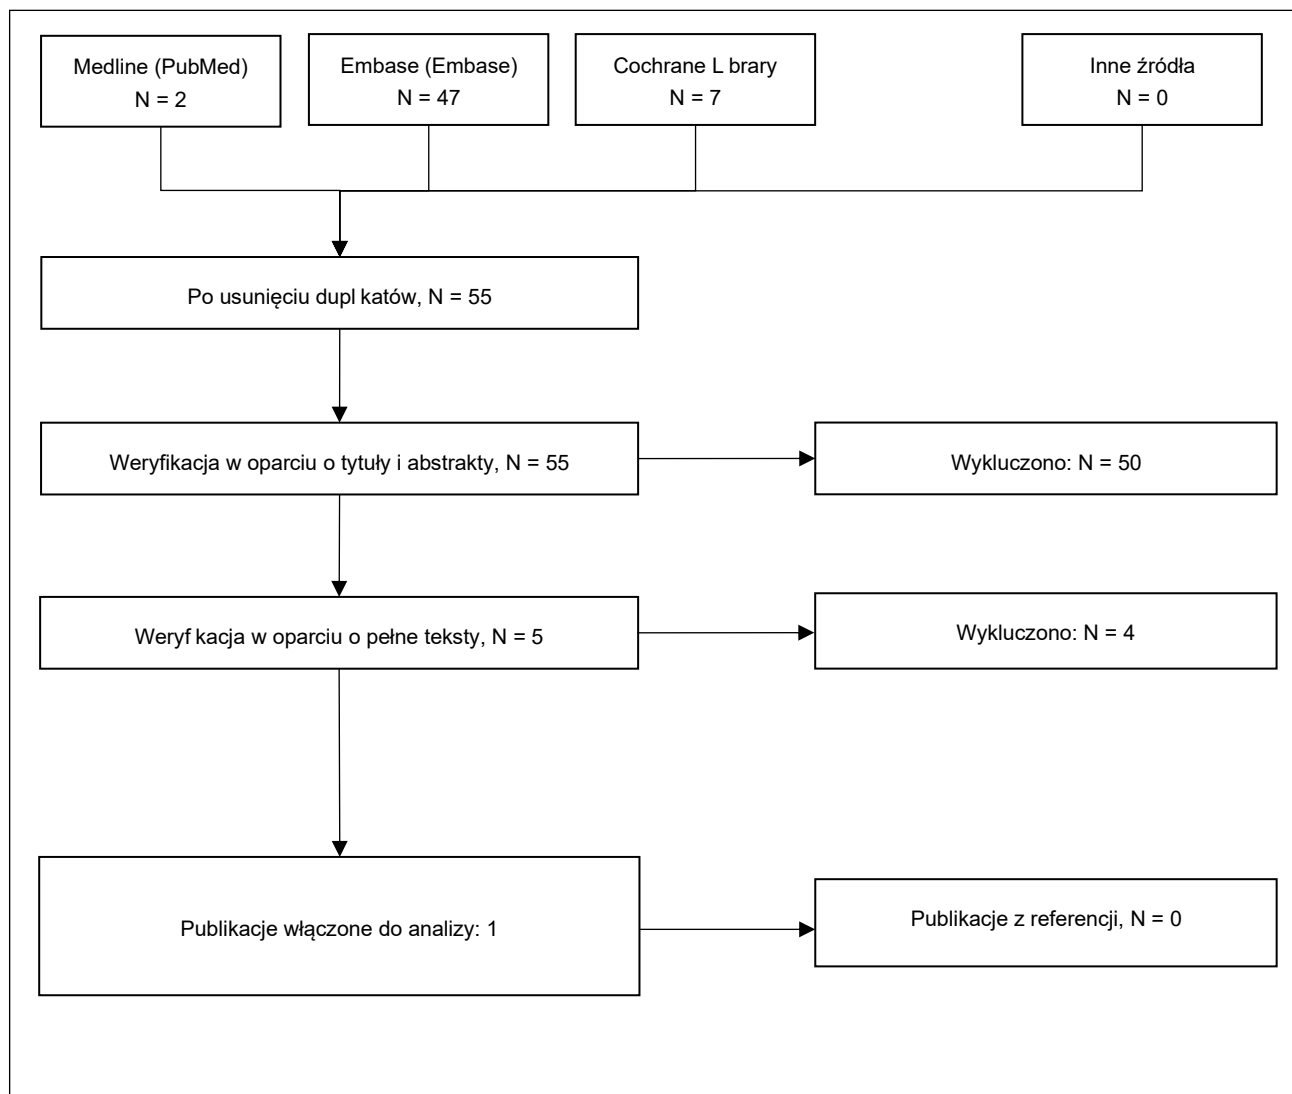 Medline (PubMed)
N = 2
Embase (Embase)
N = 47
Cochrane L brary
N = 7
Inne źródła
N = 0
Po usunięciu dupl katów, N = 55
Weryfikacja w oparciu o tytuły i abstrakty, N = 55
Wykluczono: N = 50
Weryf kacja w oparciu o pełne teksty, N = 5
Wykluczono: N = 4
Publikacje włączone do analizy: 1
Publikacje z referencji, N = 0